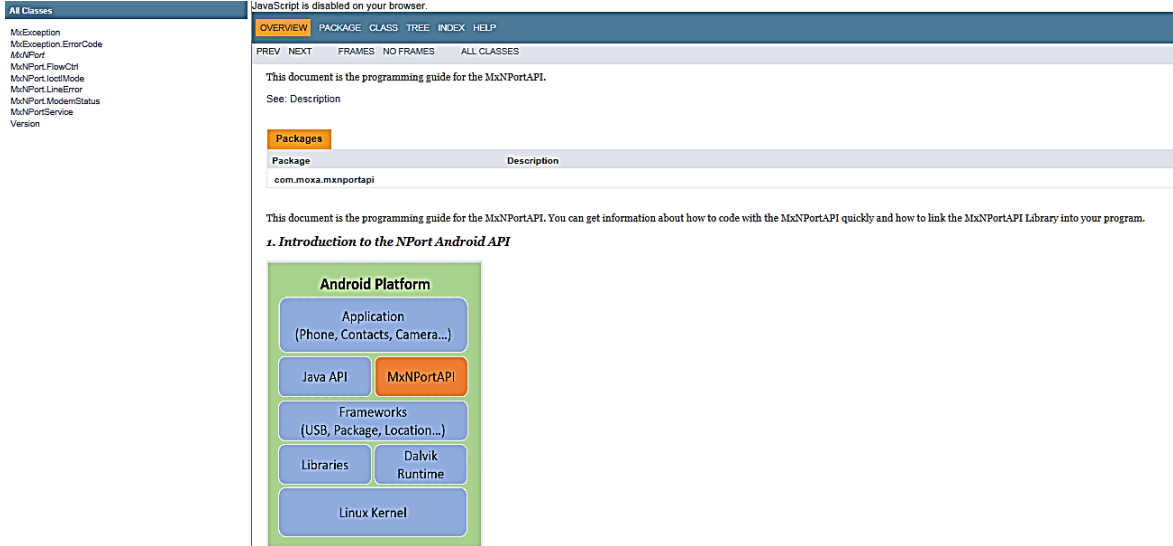 All Classes
MxException
MxException.ErrorCode
MxNPort
MxNPort.FlowCtrl
MxNPort.IoctlMode
MxNPort.LineError
MxNPort.ModemStatus
MxNPortService
Version
JavaScript is disabled on your browser.
OVERVIEW PACKAGE CLASS TREE INDEX HELP
PREV NEXT FRAMES NO FRAMES ALL CLASSES
This document is the programming guide for the MxNPortAPI.
See: Description
Packages
Package Description
com.moxa.mxnportapi
This document is the programming guide for the MxNPortAPI. You can get information about how to code with the MxNPortAPI quickly and how to link the MxNPortAPI Library into your program.
1. Introduction to the NPort Android API
Android Platform
Application
(Phone, Contacts, Camera...)
Java API
MxNPortAPI
Frameworks
(USB, Package, Location...)
Libraries
Dalvik
Runtime
Linux Kernel